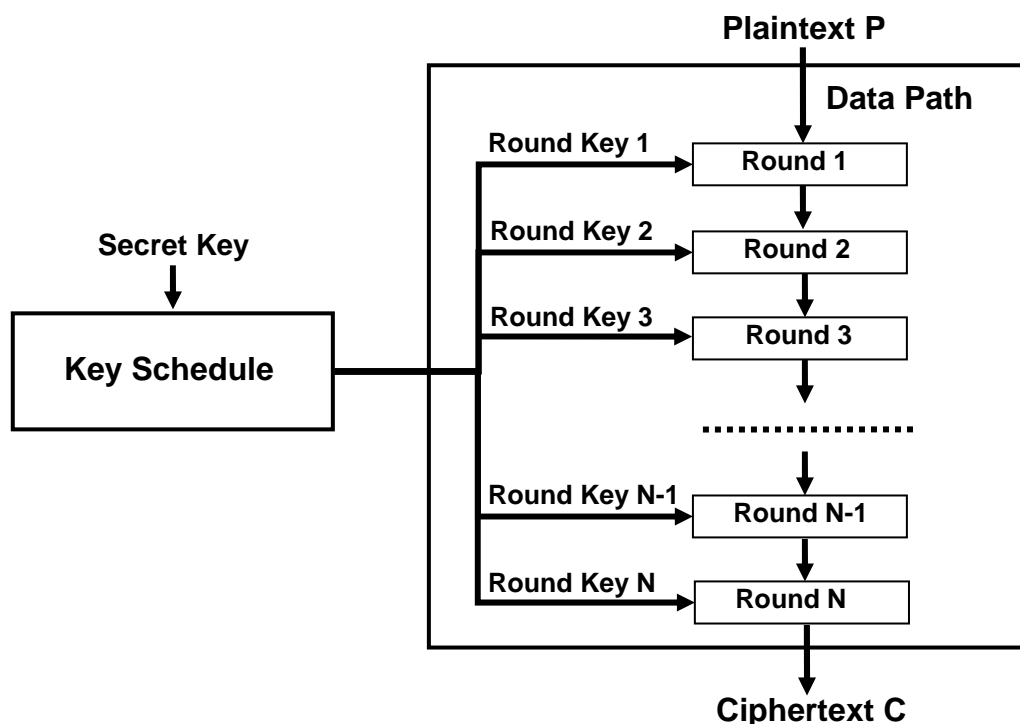 Plaintext P
Data Path
Round Key 1
Round 1
Secret Key
Round Key 2
Round 2
Key Schedule
Round Key 3
Round 3
Round Key N-1
Round N-1
Round Key N
Round N
Ciphertext C